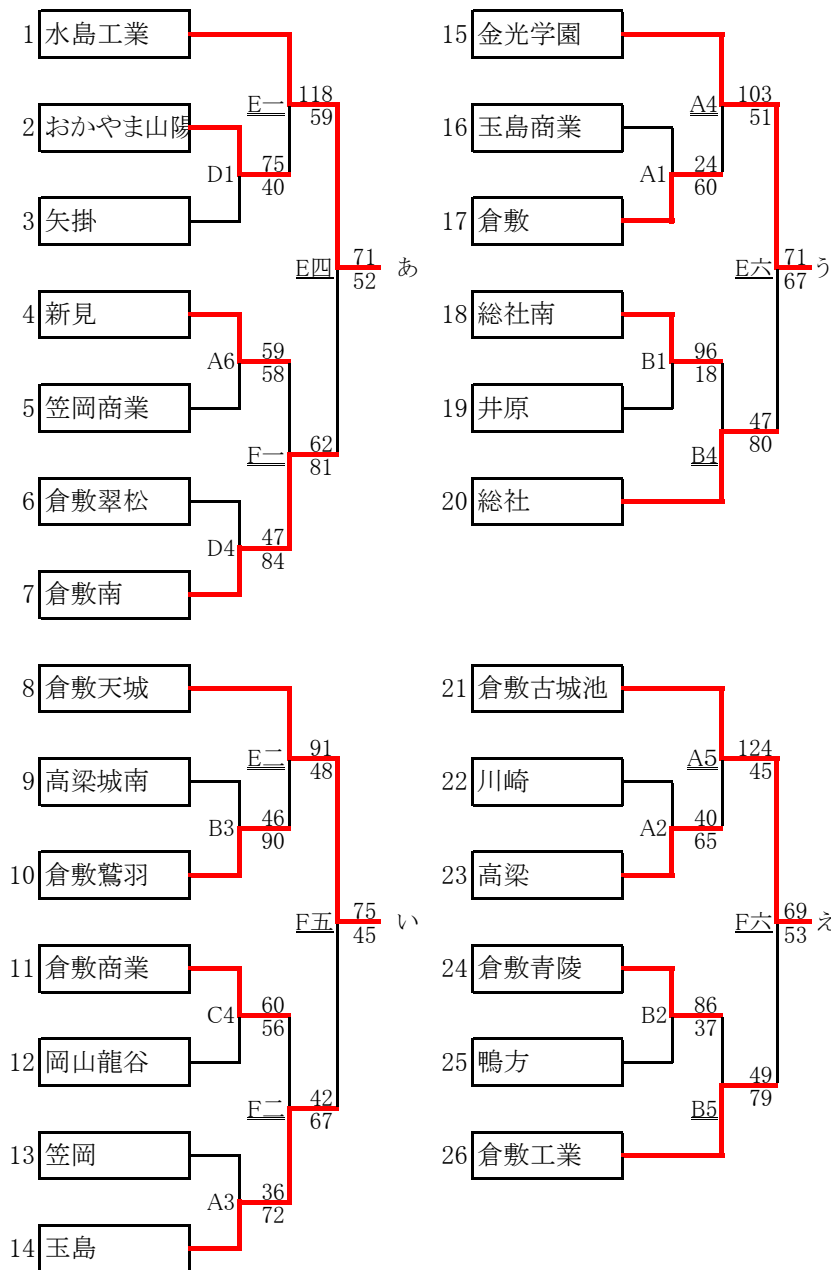 1 水島工業
E一 118
59
2 おかやま山陽
D1 75
40
3 矢掛
E四 71
52 あ
4 新見
A6 59
58
5 笠岡商業
F一 62
81
6 倉敷翠松
D4 47
84
7 倉敷南
8 倉敷天城
E二 91
48
9 高梁城南
B3 46
90
10 倉敷鷲羽
F五 75
45 い
11 倉敷商業
C4 60
56
12 岡山龍谷
F二 42
67
13 笠岡
A3 36
72
14 玉島
15 金光学園
A4 103
51
16 玉島商業
A1 24
60
17 倉敷
E六 71
67 う
18 総社南
B1 96
18
19 井原
B4 47
80
20 総社
21 倉敷古城池
A5 124
45
22 川崎
A2 40
65
23 高梁
F六 69
53 え
24 倉敷青陵
B2 86
37
25 鴨方
B5 49
79
26 倉敷工業